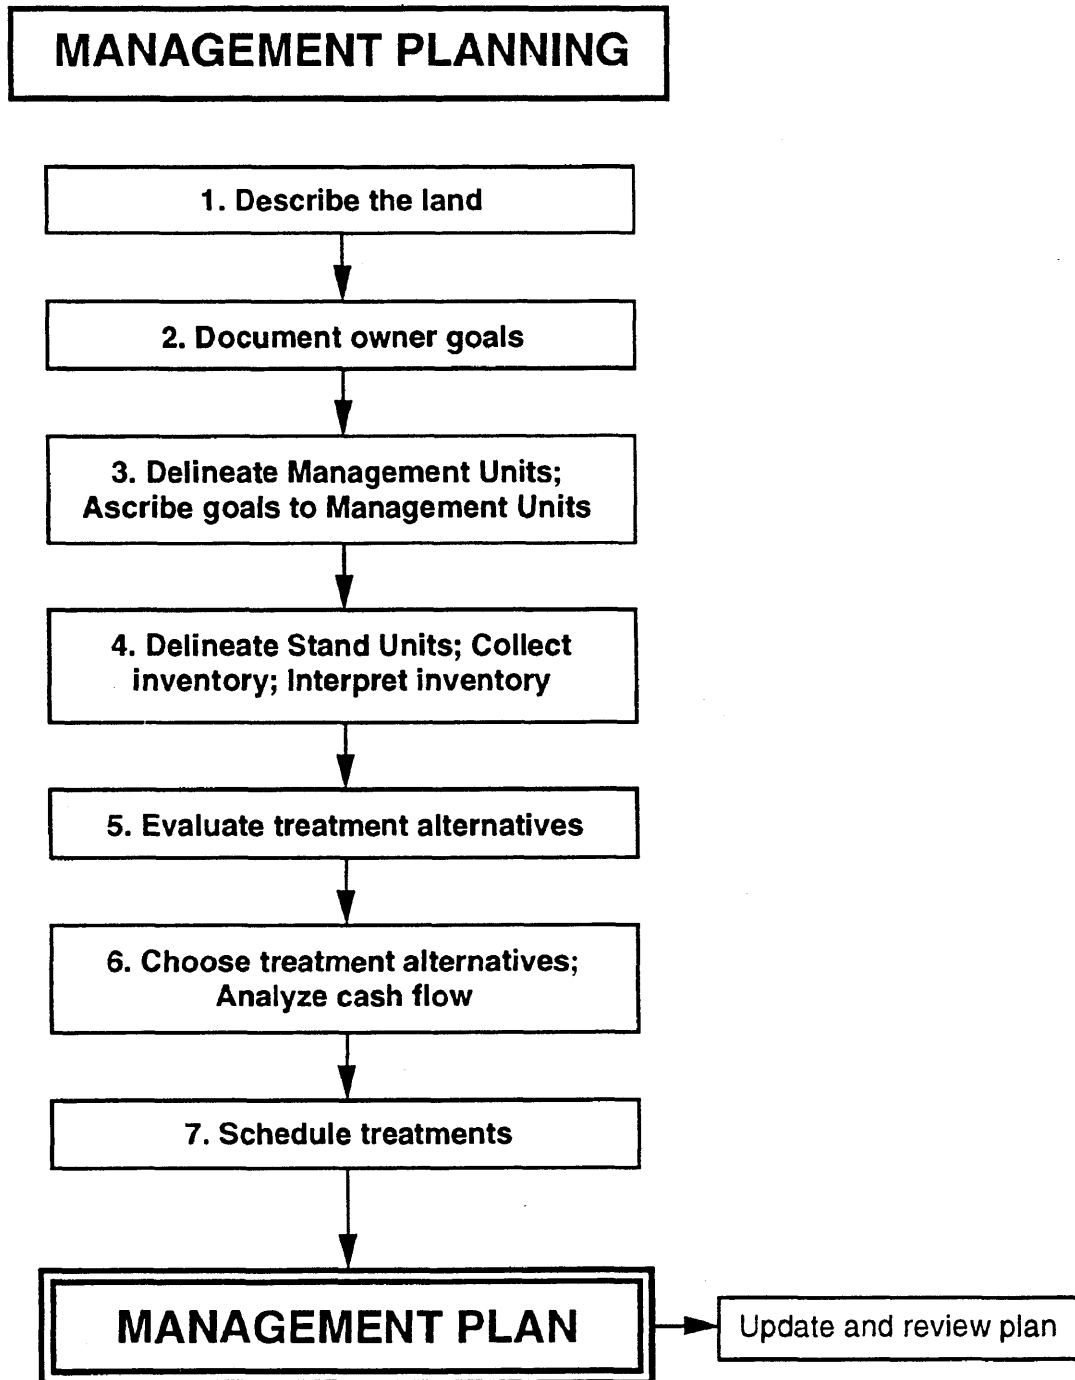 MANAGEMENT PLANNING
1. Describe the land
2. Document owner goals
3. Delineate Management Units;
Ascribe goals to Management Units
4. Delineate Stand Units; Collect
inventory; Interpret inventory
5. Evaluate treatment alternatives
6. Choose treatment alternatives;
Analyze cash flow
7. Schedule treatments
MANAGEMENT PLAN
Update and review plan